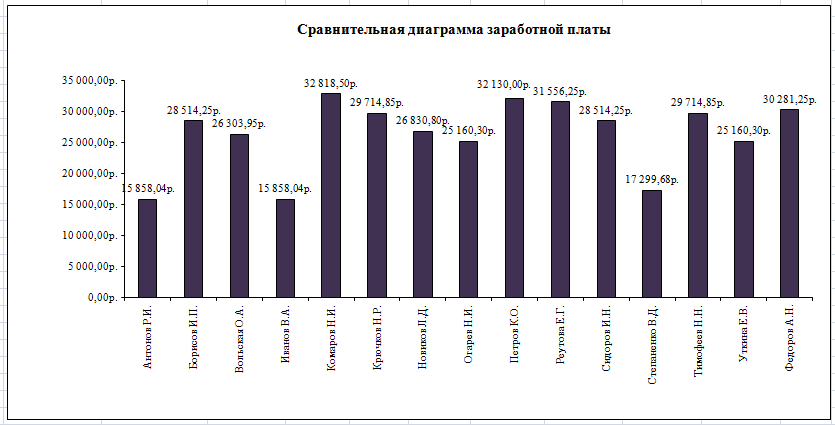 Сравнительная диаграмма заработной платы
35 000,00р.
30 000,00р.
25 000,00р.
20 000,00р.
15 000,00р.
10 000,00р.
5 000,00р.
0,00р.
15 858,04р.
28 514,25р.
26 303,95р.
15 858,04р.
32 818,50р.
29 714,85р.
26 830,80р.
25 160,30р.
32 130,00р.
31 556,25р.
28 514,25р.
17 299,68р.
29 714,85р.
25 160,30р.
30 281,25р.
Антонов Р.И.
Борисов И.П.
Вольская О.А.
Иванов В.А.
Комаров Н.И.
Крючков Н.Р.
Новиков Л.Д.
Огарев Н.И.
Петров К.О.
Реутова Е.Г.
Сидоров И.Н.
Степаненко В.Д.
Тимофеев Н.Н.
Уткина Е.В.
Федоров А.Н.